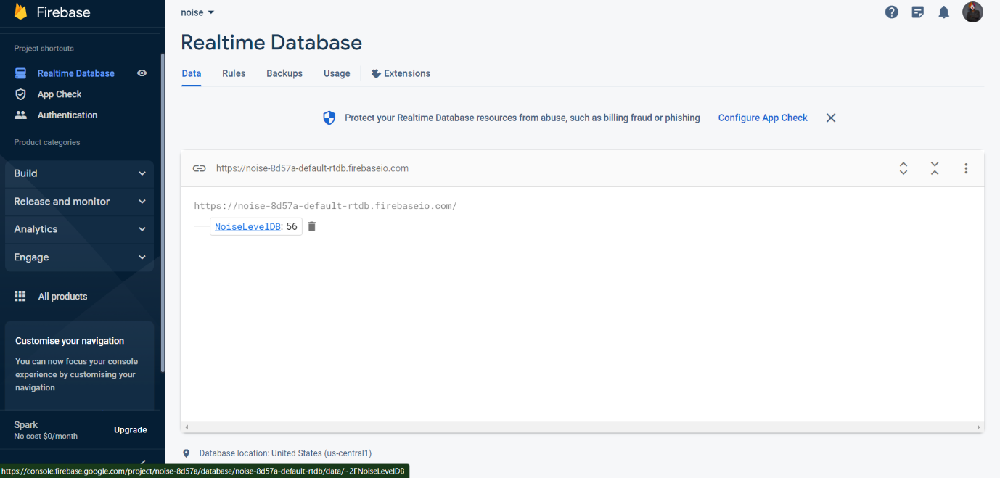 Firebase
noise
Realtime Database
Project shortcuts
Realtime Database
App Check
Authentication
Product categories
Build
Release and monitor
Analytics
Engage
All products
Customise your navigation
You can now focus your console
experience by customising your
navigation
Spark
No cost $0/month
Upgrade
Data Rules Backups Usage Extensions
Protect your Realtime Database resources from abuse, such as billing fraud or phishing Configure App Check
https://noise-8d57a-default-rtdb.firebaseio.com
https://noise-8d57a-default-rtdb.firebaseio.com/
NoiseLevelDB: 56
Database location: United States (us-central1)
https://console.firebase.google.com/project/noise-8d57a/database/noise-8d57a-default-rtdb/data/~2FNoiseLevelDB